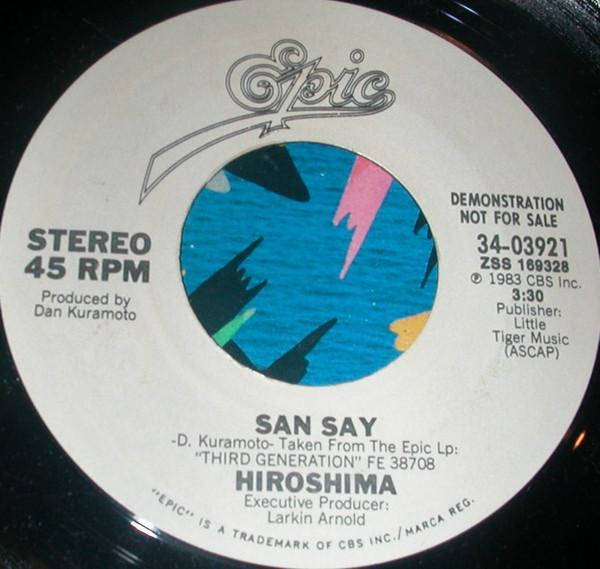 Epic
STEREO
45 RPM
Produced by
Dan Kuramoto
DEMONSTRATION
NOT FOR SALE
34-03921
ZSS 169328
℗ 1983 CBS Inc.
3:30
Publisher:
Little
Tiger Music
(ASCAP)
SAN SAY
-D. Kuramoto- Taken From The Epic Lp:
"THIRD GENERATION" FE 38708
HIROSHIMA
Executive Producer:
Larkin Arnold
"EPIC" IS A TRADEMARK OF CBS INC./MARCA REG.